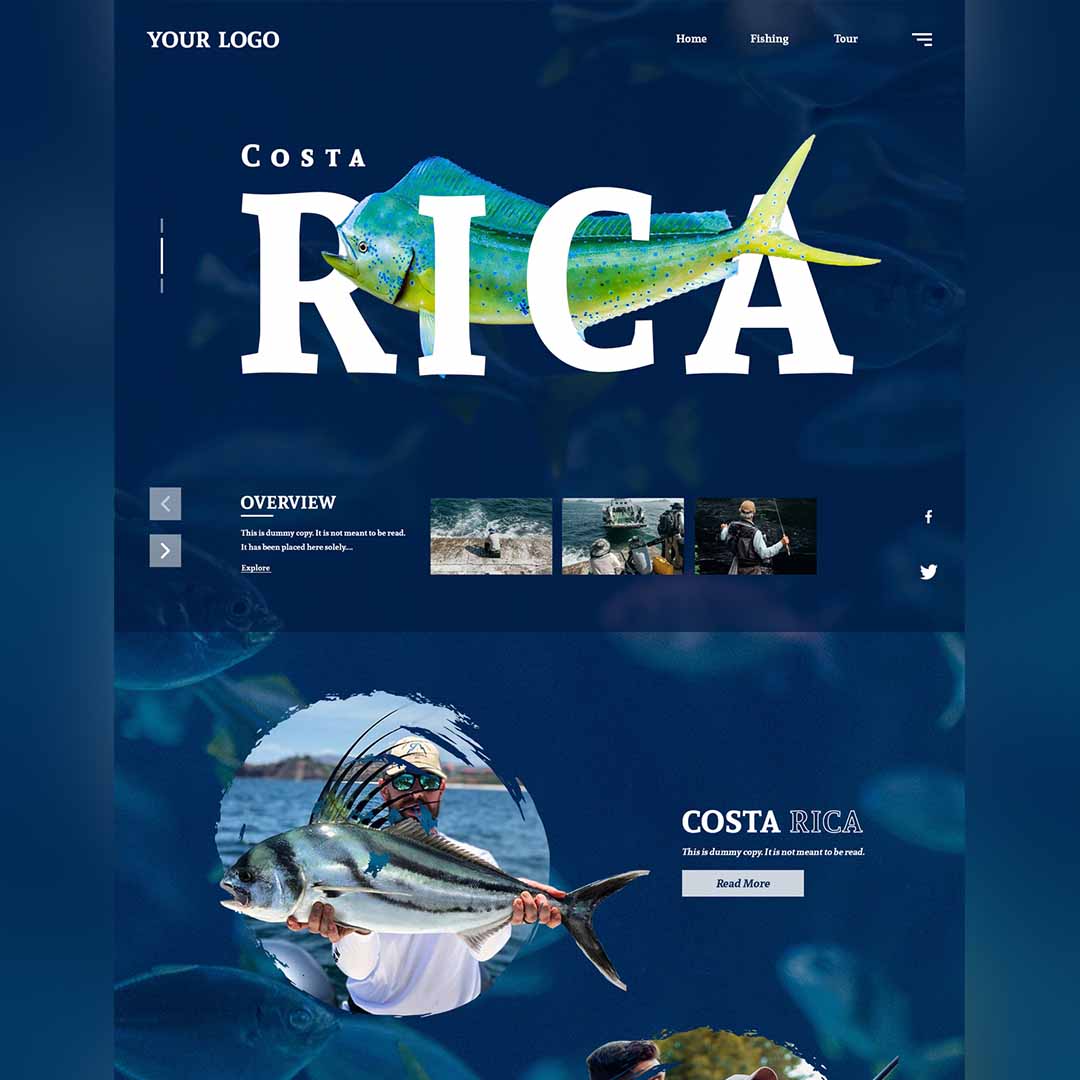 YOUR LOGO
Home Fishing Tour
COSTA
RICA
OVERVIEW
This is dummy copy. It is not meant to be read.
It has been placed here solely....
Explore
COSTA RICA
This is dummy copy. It is not meant to be read.
Read More